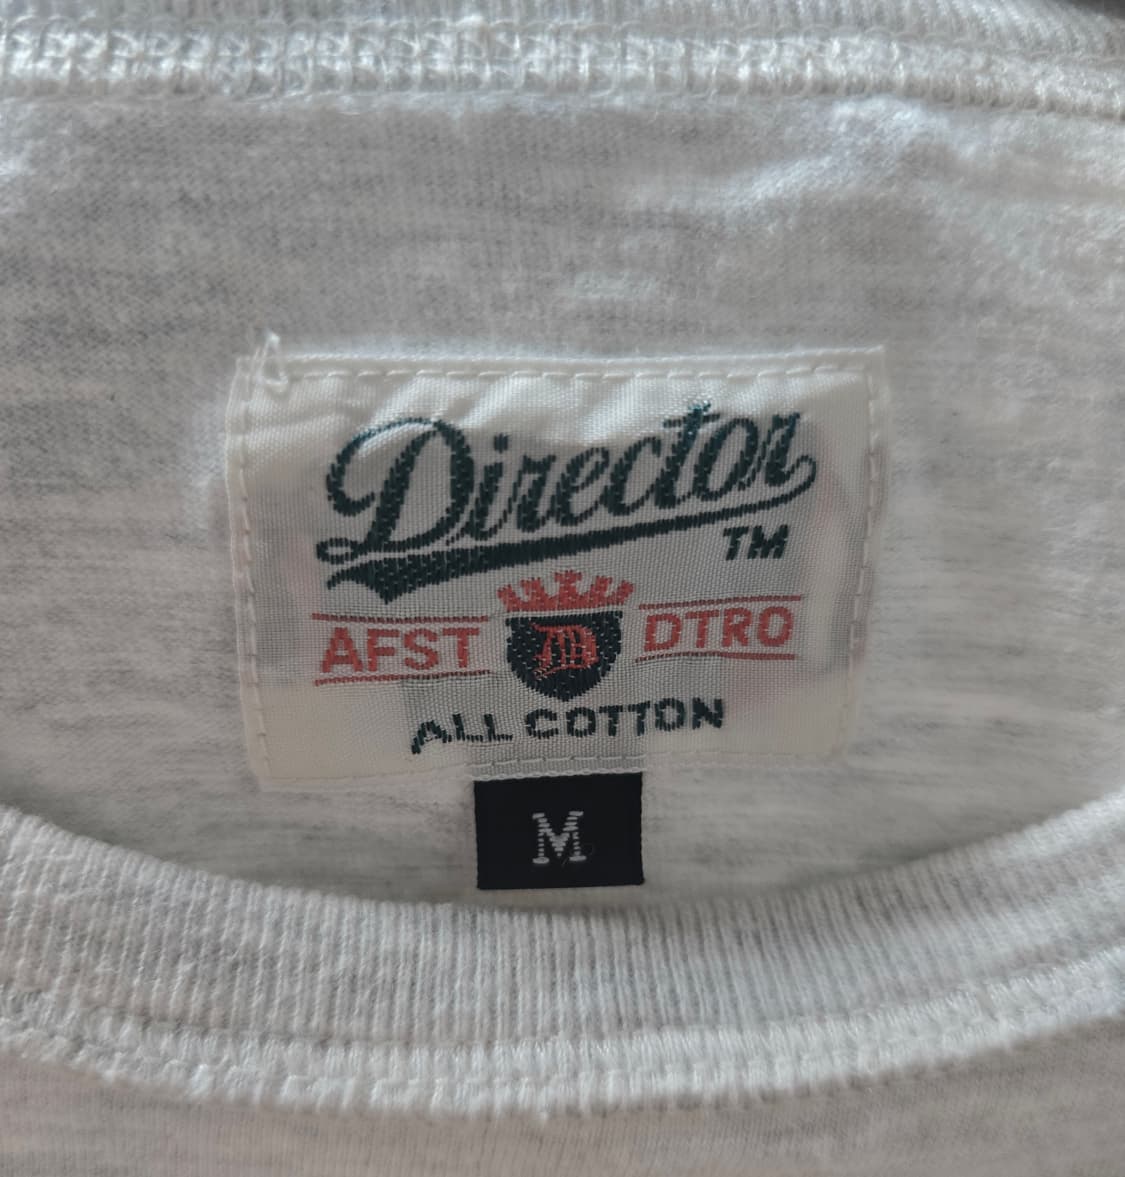 Director
TM
AFST D DTRO
ALL COTTON
M